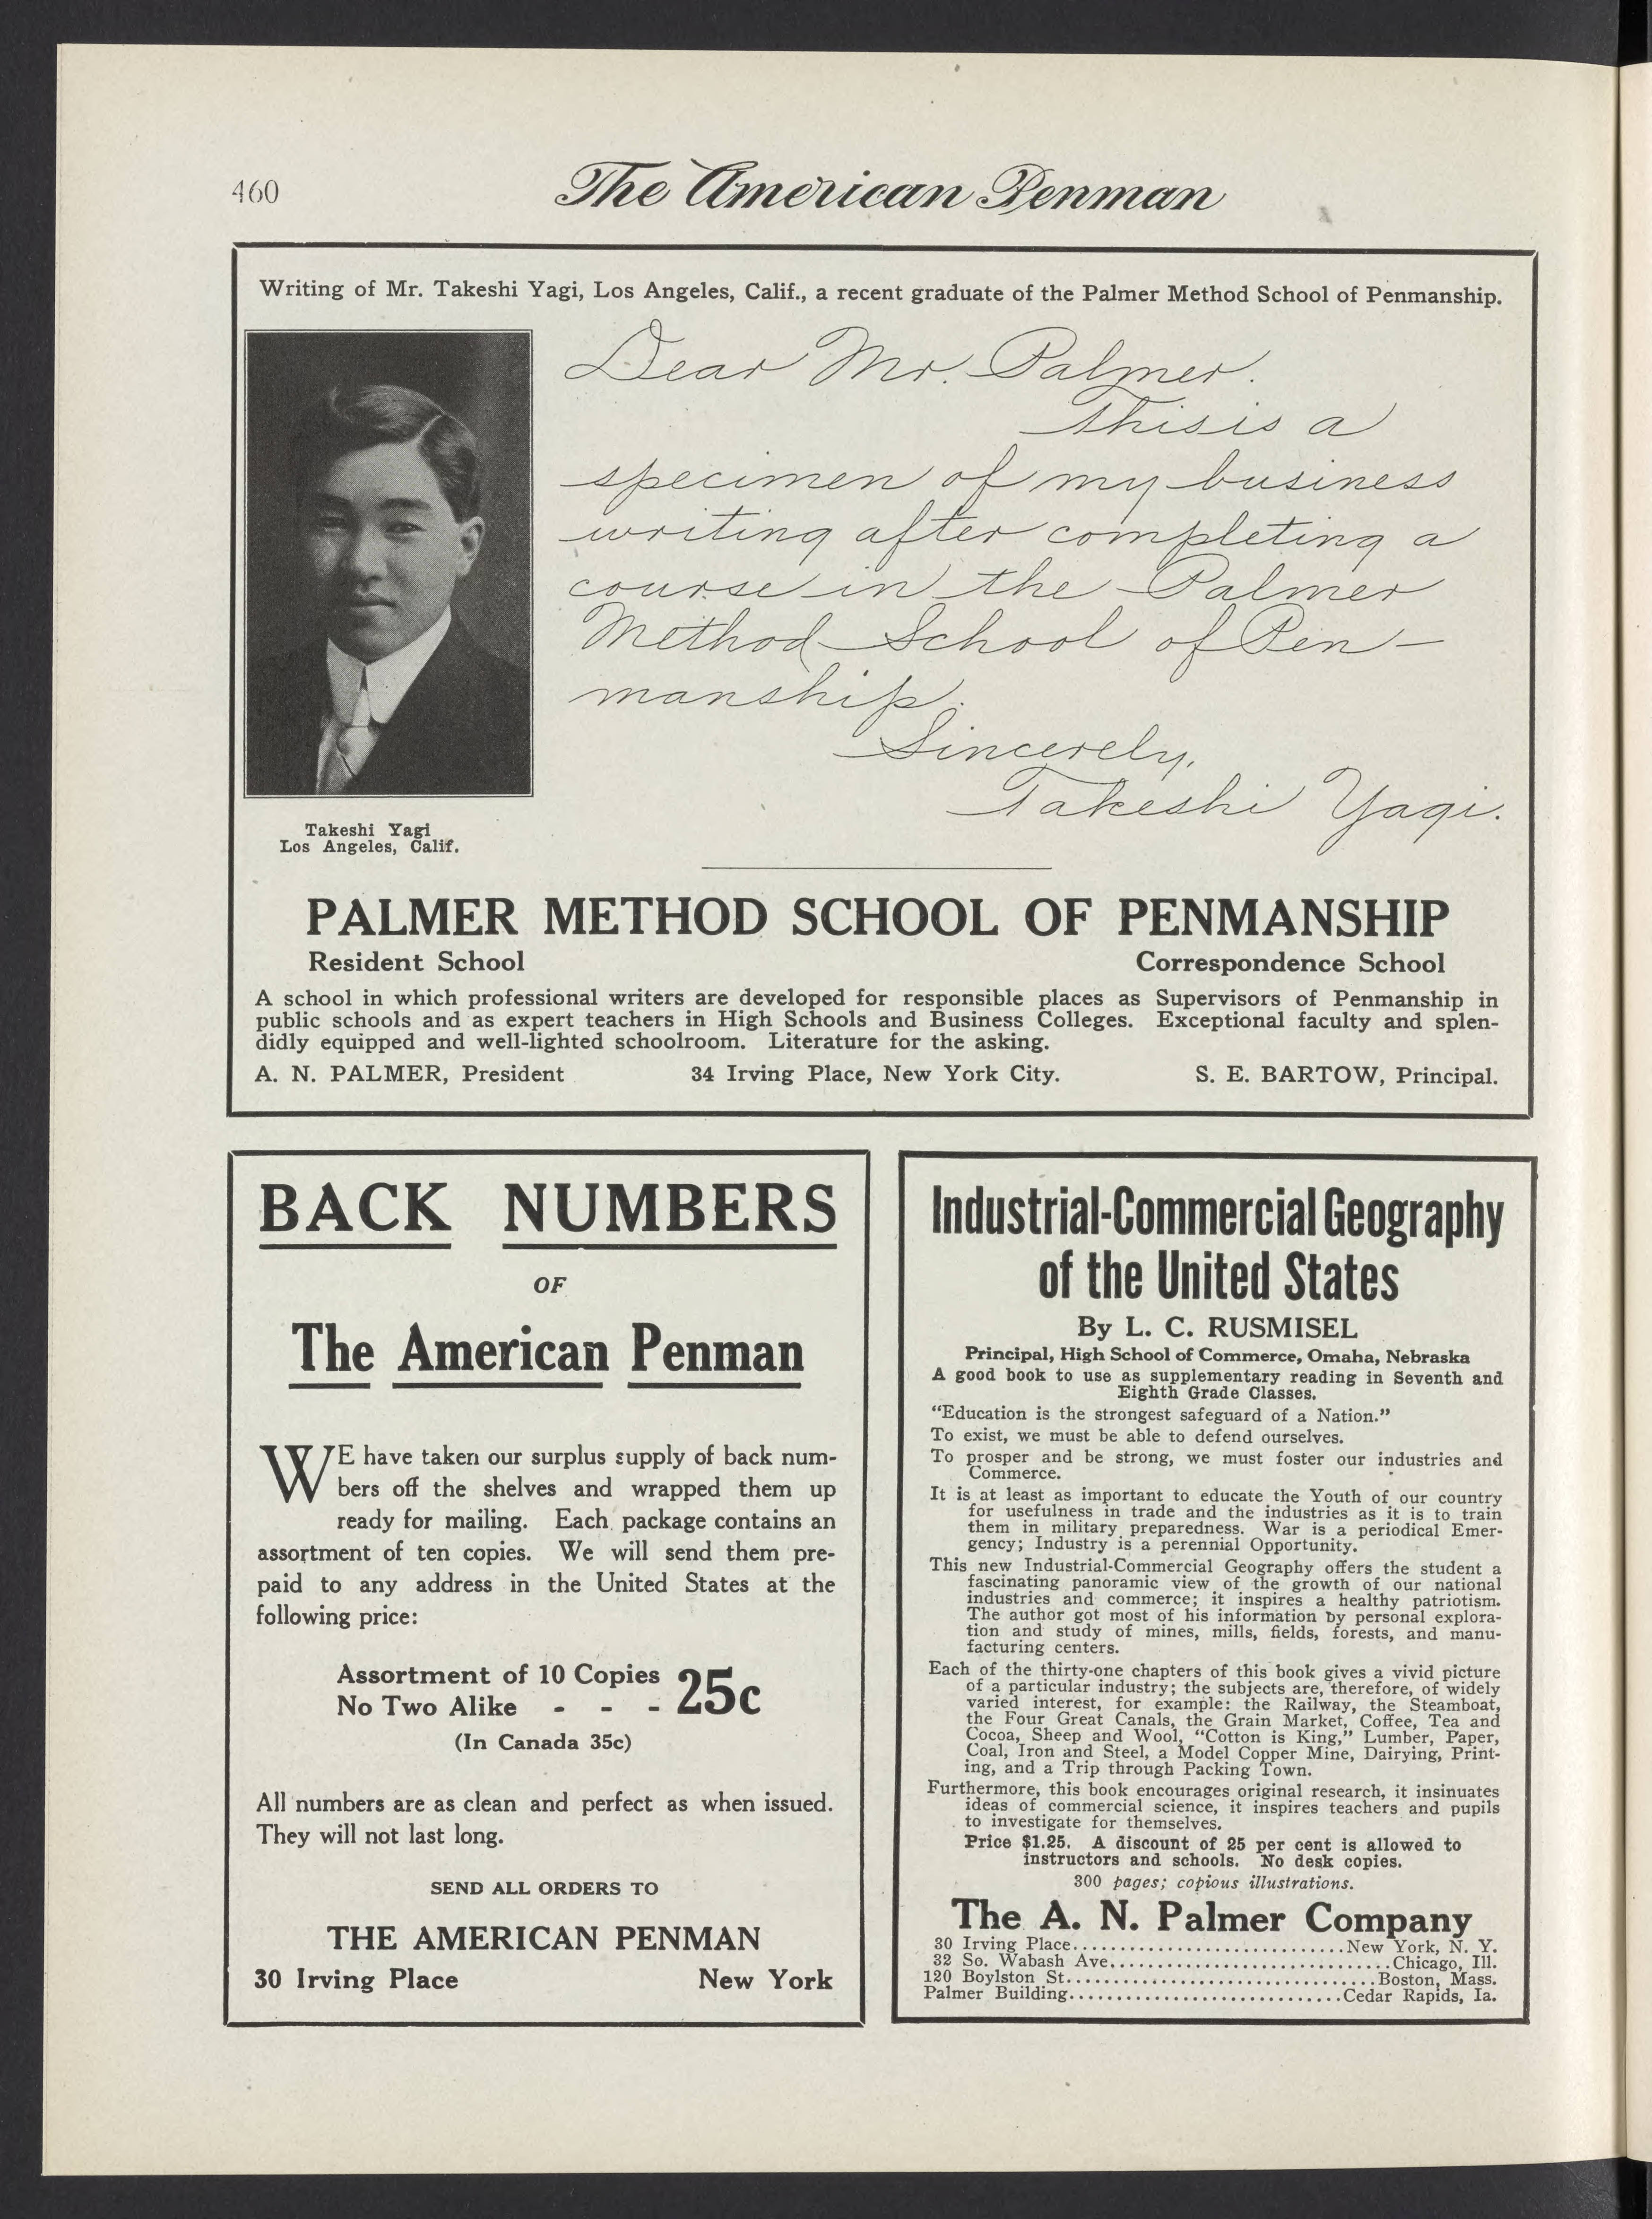 460
The American Penman
Writing of Mr. Takeshi Yagi, Los Angeles, Calif., a recent graduate of the Palmer Method School of Penmanship.
Dear Mr. Palmer.
This is a
specimen of my business
writing after completing a
course in the Palmer
Method School of Pen-
manship.
Sincerely,
Takeshi Yagi.
Takeshi Yagi
Los Angeles, Calif.
PALMER METHOD SCHOOL OF PENMANSHIP
Resident School Correspondence School
A school in which professional writers are developed for responsible places as Supervisors of Penmanship in
public schools and as expert teachers in High Schools and Business Colleges. Exceptional faculty and splen-
didly equipped and well-lighted schoolroom. Literature for the asking.
A. N. PALMER, President 34 Irving Place, New York City. S. E. BARTOW, Principal.
BACK NUMBERS
OF
The American Penman
WE have taken our surplus supply of back num-
bers off the shelves and wrapped them up
ready for mailing. Each package contains an
assortment of ten copies. We will send them pre-
paid to any address in the United States at the
following price:
Assortment of 10 Copies
No Two Alike - - - 25c
(In Canada 35c)
All numbers are as clean and perfect as when issued.
They will not last long.
SEND ALL ORDERS TO
THE AMERICAN PENMAN
30 Irving Place New York
Industrial-Commercial Geography
of the United States
By L. C. RUSMISEL
Principal, High School of Commerce, Omaha, Nebraska
A good book to use as supplementary reading in Seventh and
Eighth Grade Classes.
"Education is the strongest safeguard of a Nation."
To exist, we must be able to defend ourselves.
To prosper and be strong, we must foster our industries and
Commerce.
It is at least as important to educate the Youth of our country
for usefulness in trade and the industries as it is to train
them in military preparedness. War is a periodical Emer-
gency; Industry is a perennial Opportunity.
This new Industrial-Commercial Geography offers the student a
fascinating panoramic view of the growth of our national
industries and commerce; it inspires a healthy patriotism.
The author got most of his information by personal explora-
tion and study of mines, mills, fields, forests, and manu-
facturing centers.
Each of the thirty-one chapters of this book gives a vivid picture
of a particular industry; the subjects are, therefore, of widely
varied interest, for example: the Railway, the Steamboat,
the Four Great Canals, the Grain Market, Coffee, Tea and
Cocoa, Sheep and Wool, "Cotton is King," Lumber, Paper,
Coal, Iron and Steel, a Model Copper Mine, Dairying, Print-
ing, and a Trip through Packing Town.
Furthermore, this book encourages original research, it insinuates
ideas of commercial science, it inspires teachers and pupils
to investigate for themselves.
Price $1.25. A discount of 25 per cent is allowed to
instructors and schools. No desk copies.
300 pages; copious illustrations.
The A. N. Palmer Company
30 Irving Place.............................New York, N. Y.
32 So. Wabash Ave..............................Chicago, Ill.
120 Boylston St.................................Boston, Mass.
Palmer Building.............................Cedar Rapids, Ia.